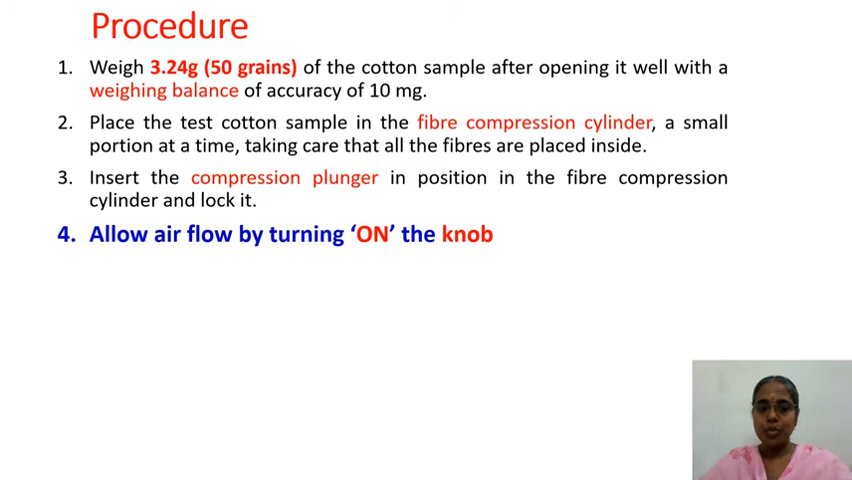 Procedure
1. Weigh 3.24g (50 grains) of the cotton sample after opening it well with a
weighing balance of accuracy of 10 mg.
2. Place the test cotton sample in the fibre compression cylinder, a small
portion at a time, taking care that all the fibres are placed inside.
3. Insert the compression plunger in position in the fibre compression
cylinder and lock it.
4. Allow air flow by turning ‘ON’ the knob